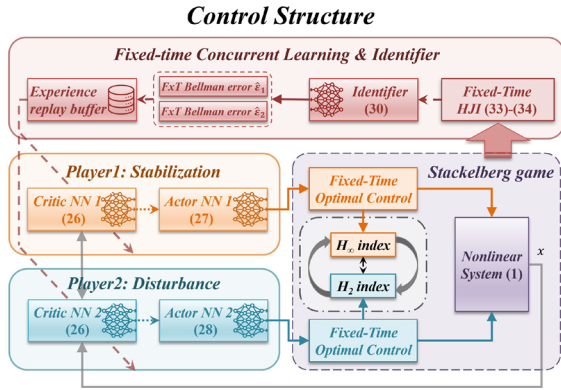 Control Structure
Fixed-time Concurrent Learning & Identifier
Experience
replay buffer
FxT Bellman error ε̂₁
FxT Bellman error ε̂₂
Identifier
(30)
Fixed-Time
HJI (33)-(34)
Player1: Stabilization
Critic NN 1
(26)
Actor NN 1
(27)
Stackelberg game
Fixed-Time
Optimal Control
H∞ index
H₂ index
Nonlinear
System (1)
x
Player2: Disturbance
Critic NN 2
(26)
Actor NN 2
(28)
Fixed-Time
Optimal Control